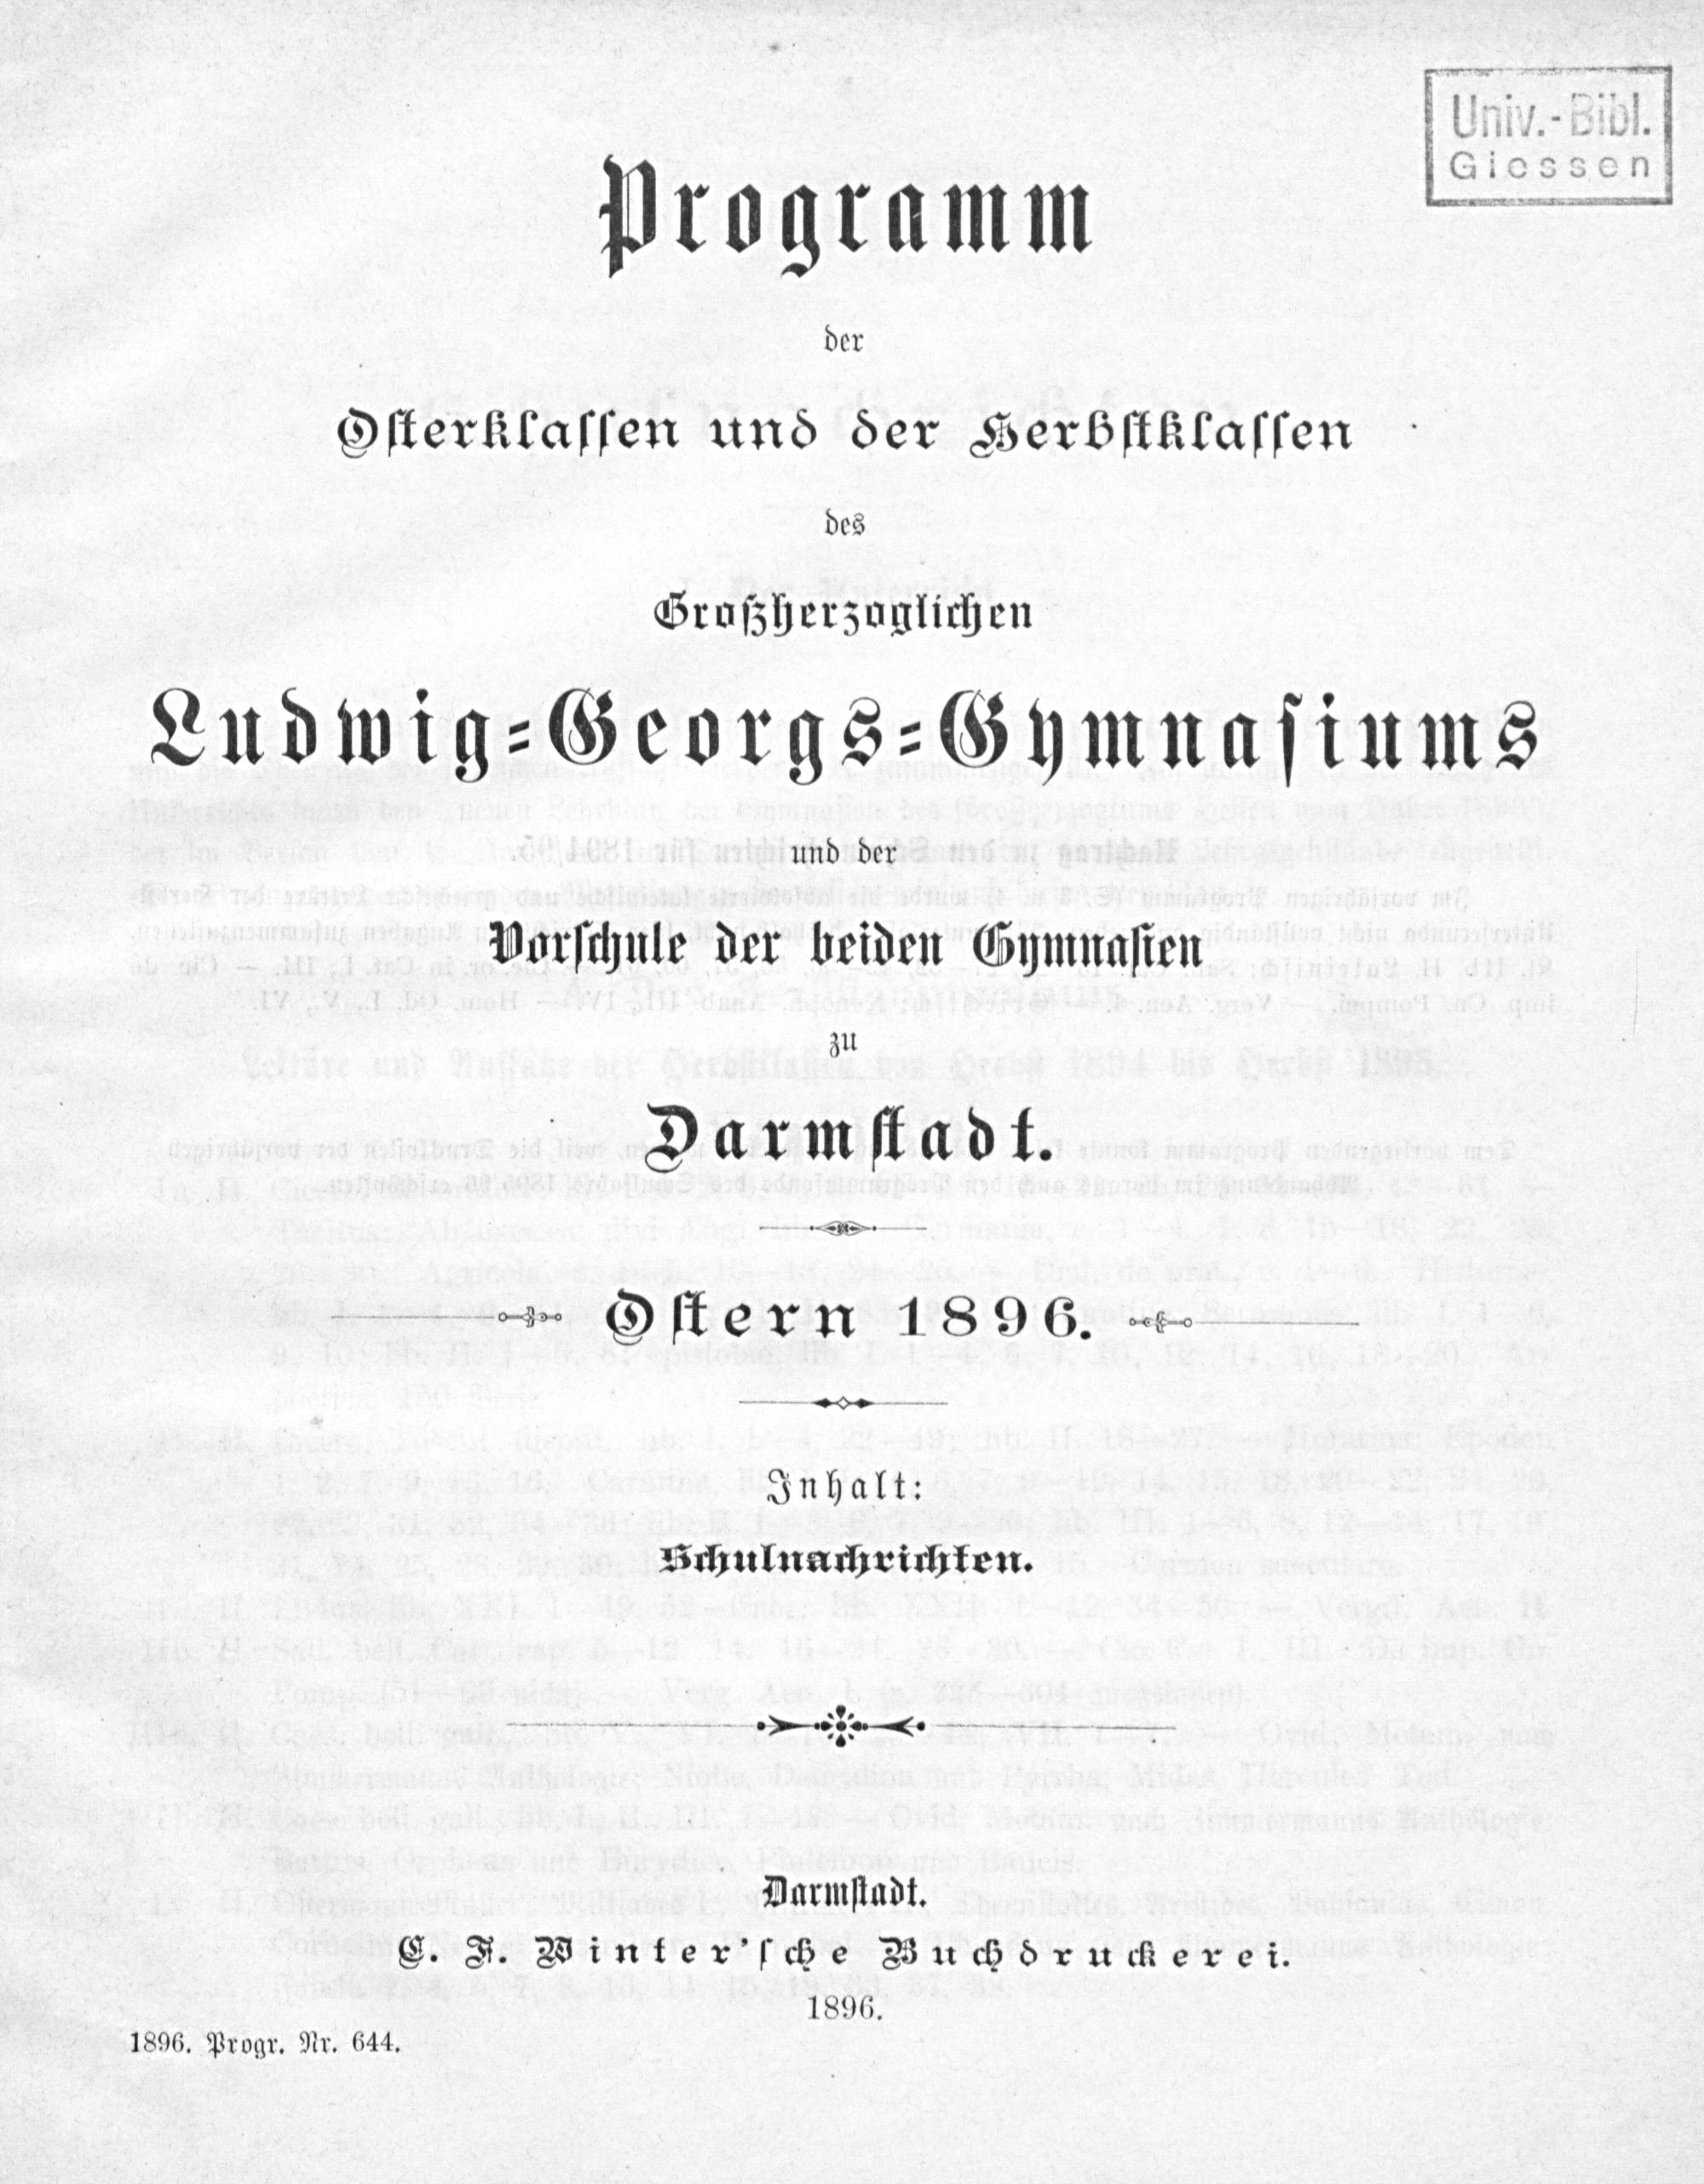 Univ.-Bibl.
Giessen
Programm
der
Osterklassen und der Herbstklassen
des
Großherzoglichen
Ludwig-Georgs-Gymnasiums
und der
Vorschule der beiden Gymnasien
zu
Darmstadt.
Ostern 1896.
Inhalt:
Schulnachrichten.
Darmstadt.
C. F. Winter'sche Buchdruckerei.
1896.
1896. Progr. Nr. 644.